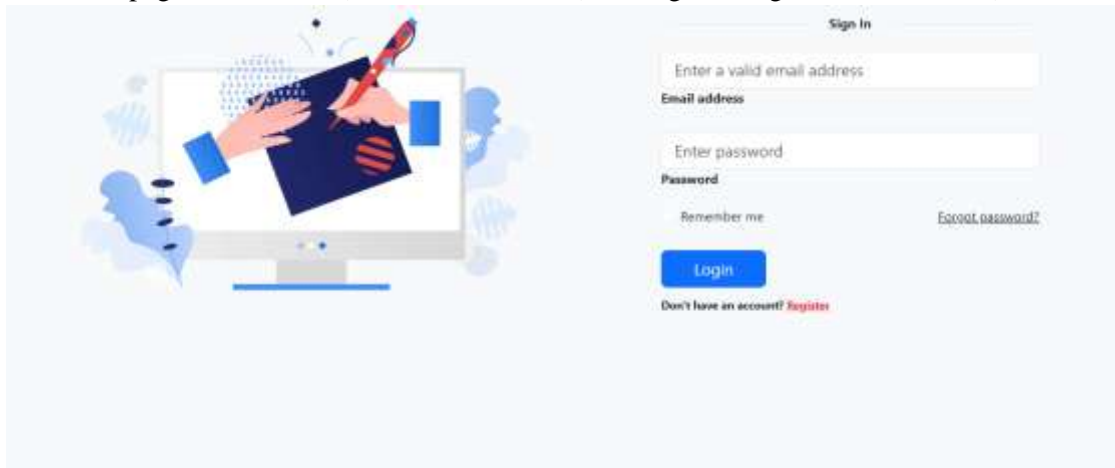 Sign In
Enter a valid email address
Email address
Enter password
Password
Remember me
Forgot password?
Login
Don't have an account? Register